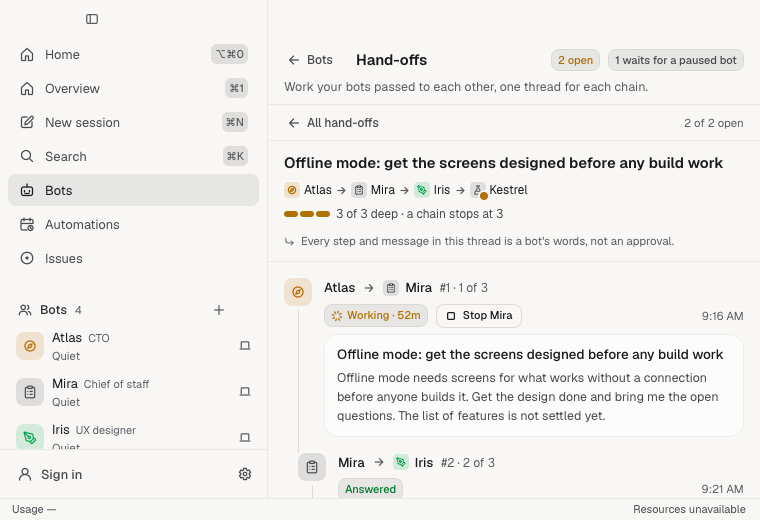 Home ⌥⌘0
Overview ⌘1
New session ⌘N
Search ⌘K
Bots
Automations
Issues
Bots 4
Atlas CTO
Quiet
Mira Chief of staff
Quiet
Iris UX designer
Quiet
Sign in
← Bots Hand-offs 2 open 1 waits for a paused bot
Work your bots passed to each other, one thread for each chain.
← All hand-offs 2 of 2 open
Offline mode: get the screens designed before any build work
Atlas → Mira → Iris → Kestrel
3 of 3 deep · a chain stops at 3
Every step and message in this thread is a bot's words, not an approval.
Atlas → Mira #1 · 1 of 3
Working · 52m Stop Mira 9:16 AM
Offline mode: get the screens designed before any build work
Offline mode needs screens for what works without a connection
before anyone builds it. Get the design done and bring me the open
questions. The list of features is not settled yet.
Mira → Iris #2 · 2 of 3
Answered 9:21 AM
Usage — Resources unavailable